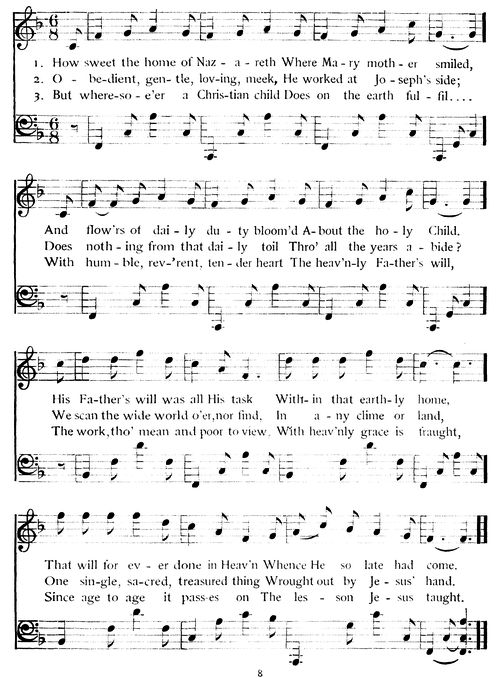 1. How sweet the home of Naz - a - reth Where Ma - ry moth - er smiled,
2. O - be-dient, gen- tle, lov-ing, meek, He worked at Jo - seph's side;
3. But where-so - e'er a Chris-tian child Does on the earth ful - fil....
And flow'rs of dai - ly du - ty bloom'd A-bout the ho - ly Child.
Does noth - ing from that dai - ly toil Thro' all the years a - bide?
With hum - ble, rev-'rent, ten - der heart The heav'n-ly Fa-ther's will,
His Fa-ther's will was all His task With-in that earth-ly home,
We scan the wide world o'er, nor find, In a - ny clime or land,
The work, tho' mean and poor to view, With heav'nly grace is fraught,
That will for ev - er done in Heav'n Whence He so late had come.
One sin-gle, sa-cred, treasured thing Wrought out by Je - sus' hand.
Since age to age it pass-es on The les - son Je - sus taught.
8